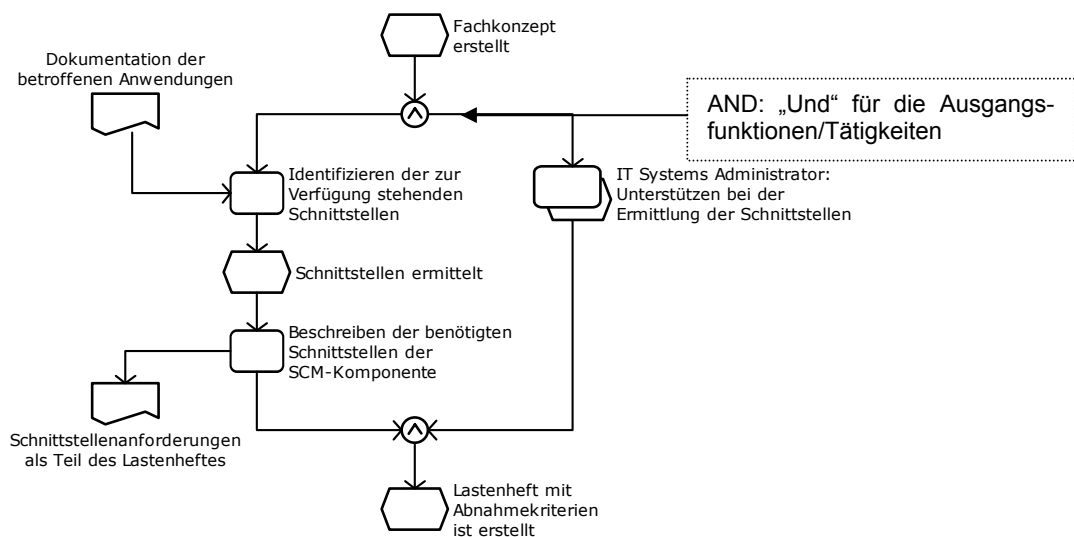 Fachkonzept
erstellt
Dokumentation der
betroffenen Anwendungen
AND: „Und“ für die Ausgangs-
funktionen/Tätigkeiten
Identifizieren der zur
Verfügung stehenden
Schnittstellen
IT Systems Administrator:
Unterstützen bei der
Ermittlung der Schnittstellen
Schnittstellen ermittelt
Beschreiben der benötigten
Schnittstellen der
SCM-Komponente
Schnittstellenanforderungen
als Teil des Lastenheftes
Lastenheft mit
Abnahmekriterien
ist erstellt